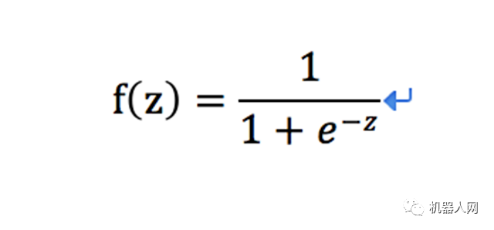 f(z) = 1 / (1 + e^{-z}) ↵
机器人网